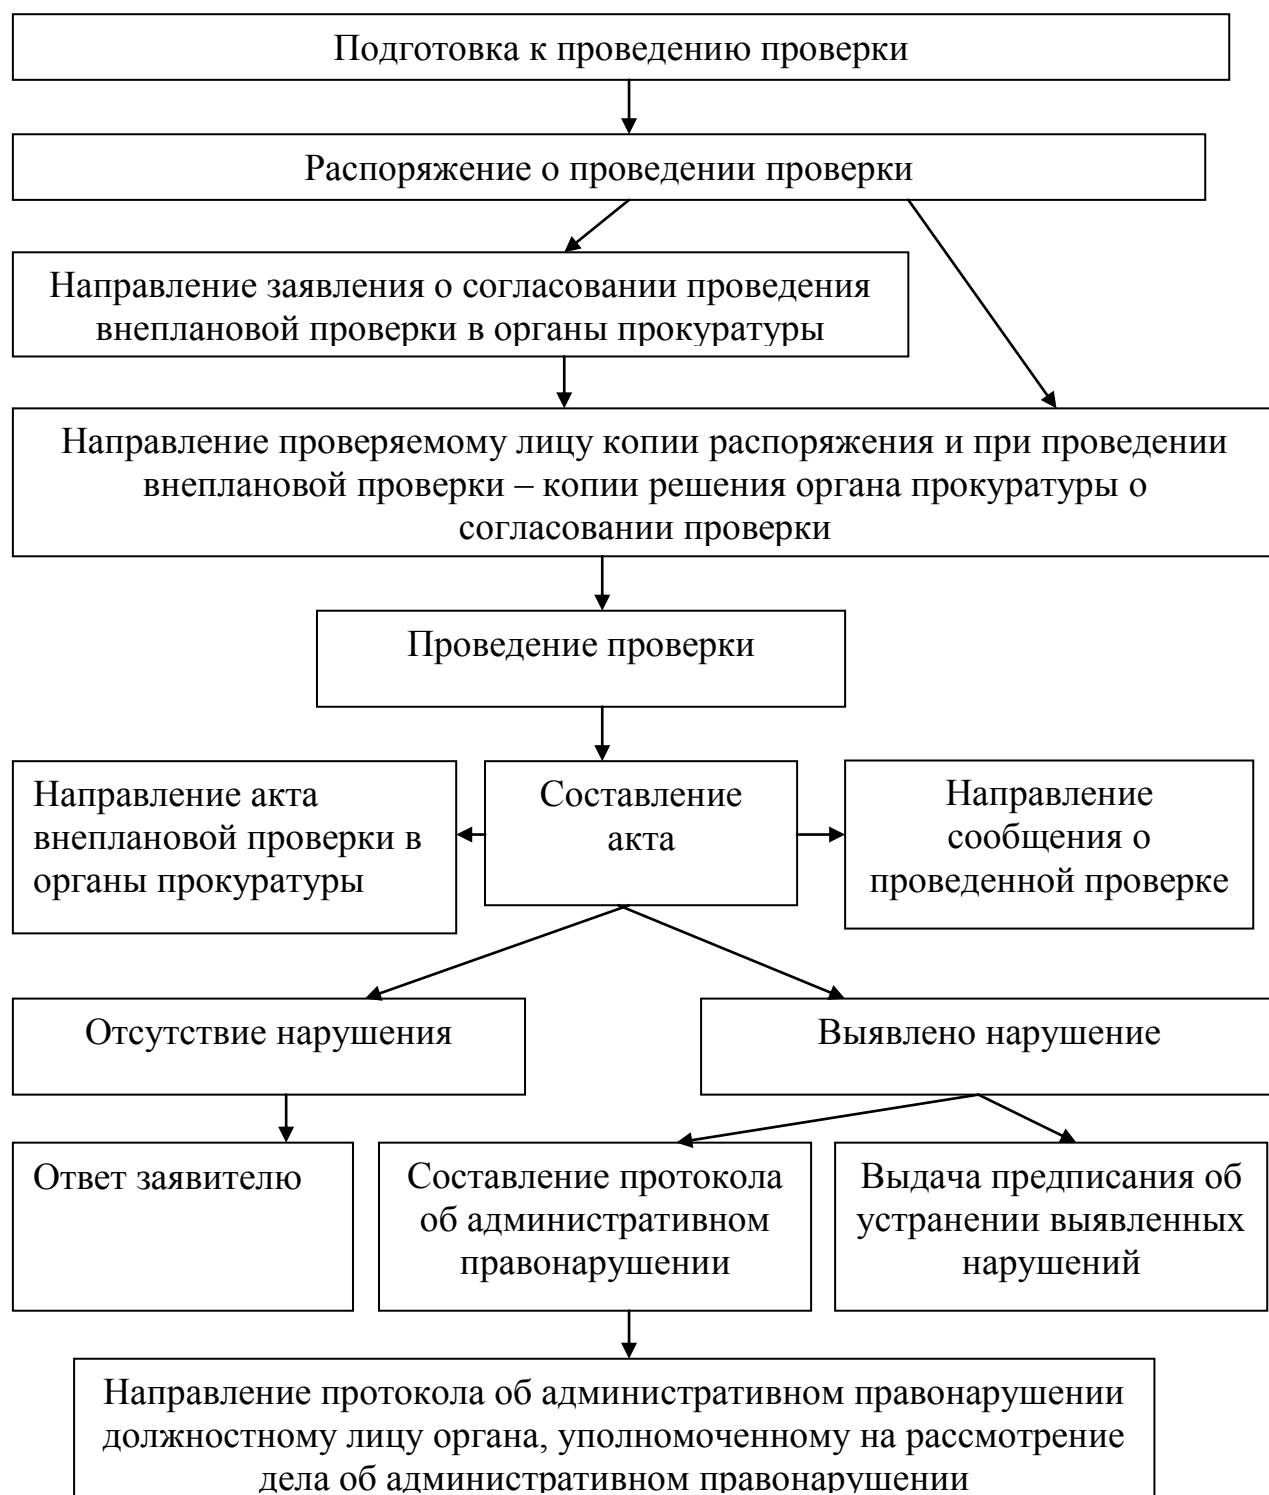 Подготовка к проведению проверки
Распоряжение о проведении проверки
Направление заявления о согласовании проведения
внеплановой проверки в органы прокуратуры
Направление проверяемому лицу копии распоряжения и при проведении
внеплановой проверки – копии решения органа прокуратуры о
согласовании проверки
Проведение проверки
Направление акта
внеплановой проверки в
органы прокуратуры
Составление
акта
Направление
сообщения о
проведенной проверке
Отсутствие нарушения
Выявлено нарушение
Ответ заявителю
Составление протокола
об административном
правонарушении
Выдача предписания об
устранении выявленных
нарушений
Направление протокола об административном правонарушении
должностному лицу органа, уполномоченному на рассмотрение
дела об административном правонарушении